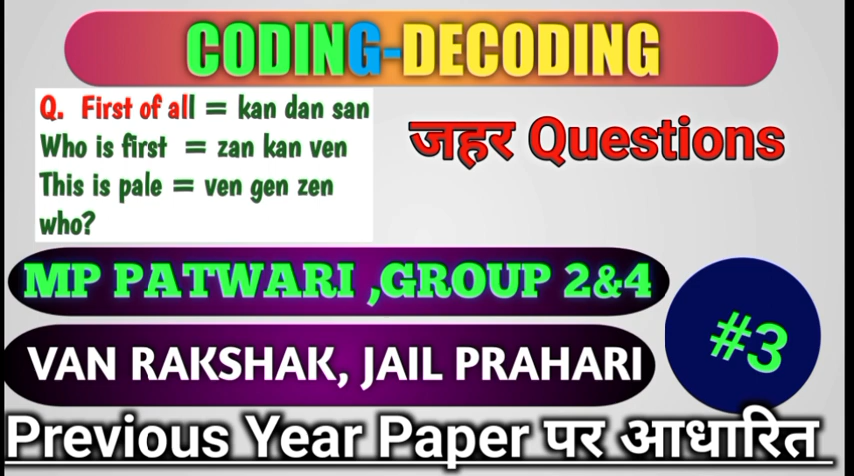 CODING-DECODING
Q. First of all = kan dan san
Who is first = zan kan ven
This is pale = ven gen zen
who?
जहर Questions
MP PATWARI ,GROUP 2&4
VAN RAKSHAK, JAIL PRAHARI
#3
Previous Year Paper पर आधारित